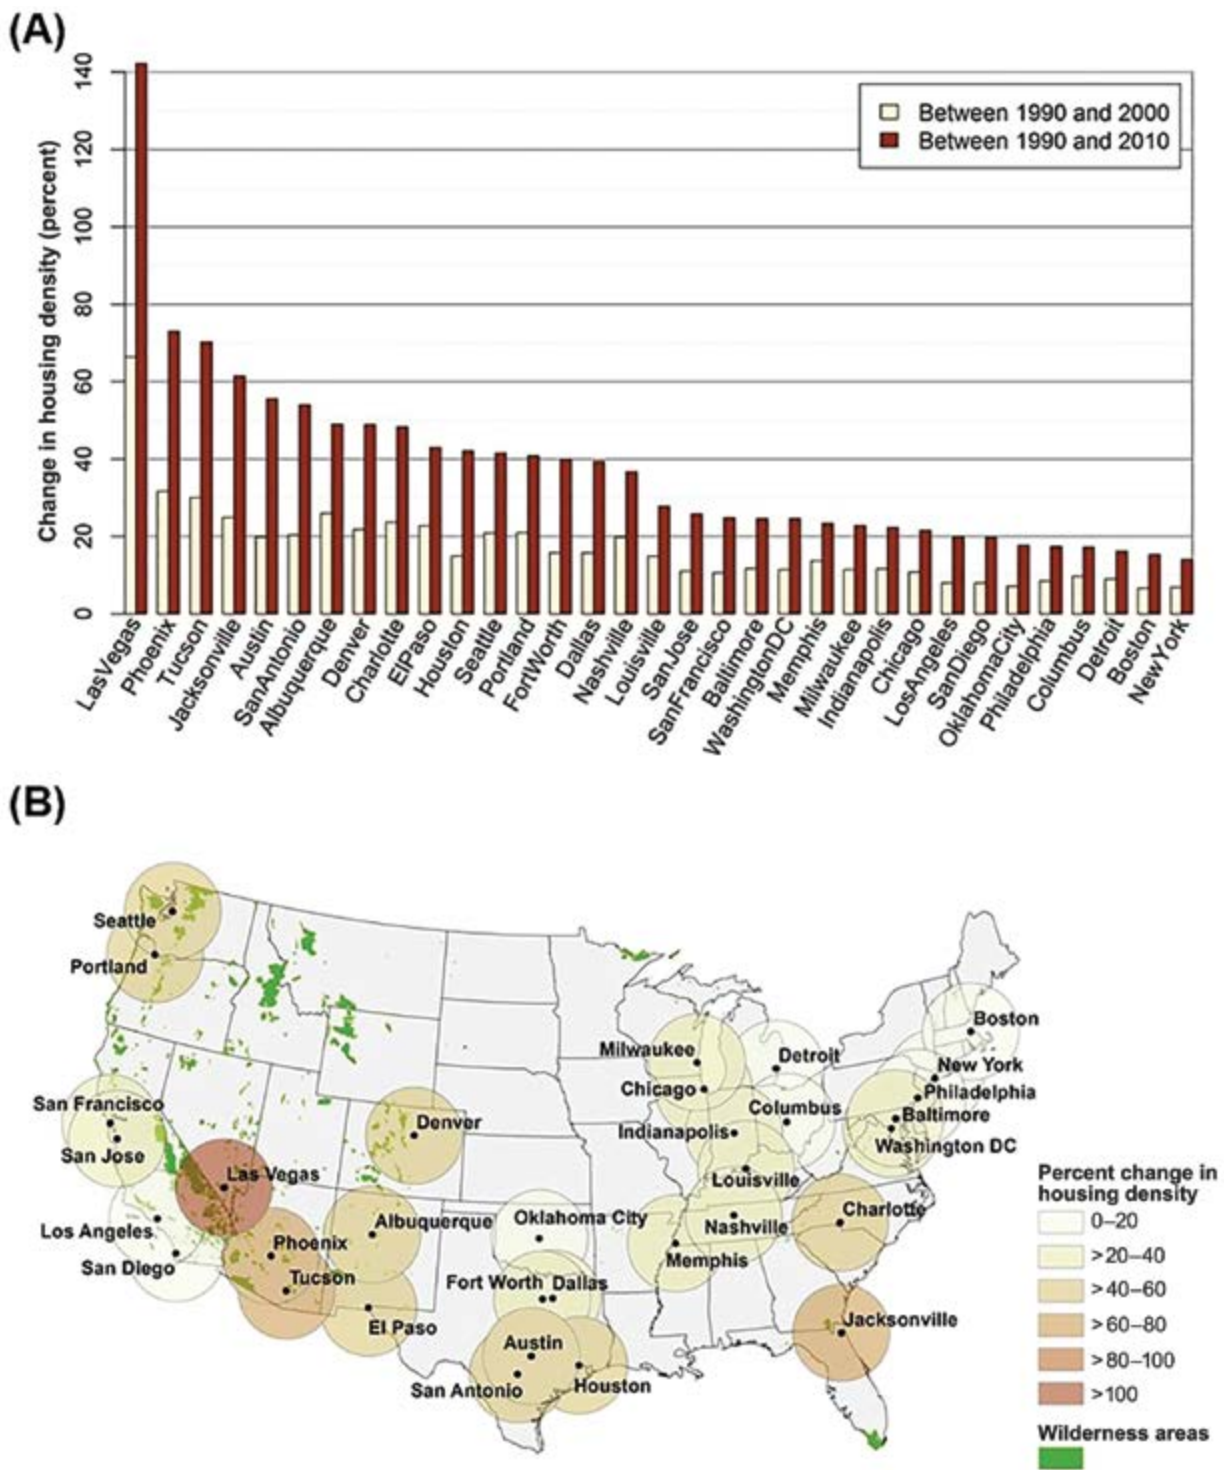 (A)
Change in housing density (percent)
140
120
100
80
60
40
20
0
Between 1990 and 2000
Between 1990 and 2010
LasVegas
Phoenix
Tucson
Jacksonville
Austin
SanAntonio
Albuquerque
Denver
Charlotte
ElPaso
Houston
Seattle
Portland
FortWorth
Dallas
Nashville
Louisville
SanJose
SanFrancisco
Baltimore
WashingtonDC
Memphis
Milwaukee
Indianapolis
Chicago
LosAngeles
SanDiego
OklahomaCity
Philadelphia
Columbus
Detroit
Boston
NewYork
(B)
Seattle
Portland
Boston
Milwaukee
Detroit
New York
Chicago
Philadelphia
San Francisco
Columbus
Baltimore
Denver
Indianapolis
Washington DC
San Jose
Las Vegas
Louisville
Percent change in
housing density
Charlotte
Oklahoma City
Albuquerque
0–20
Los Angeles
Nashville
Phoenix
>20–40
San Diego
Memphis
Tucson
Fort Worth Dallas
>40–60
El Paso
Jacksonville
>60–80
Austin
>80–100
San Antonio
Houston
>100
Wilderness areas